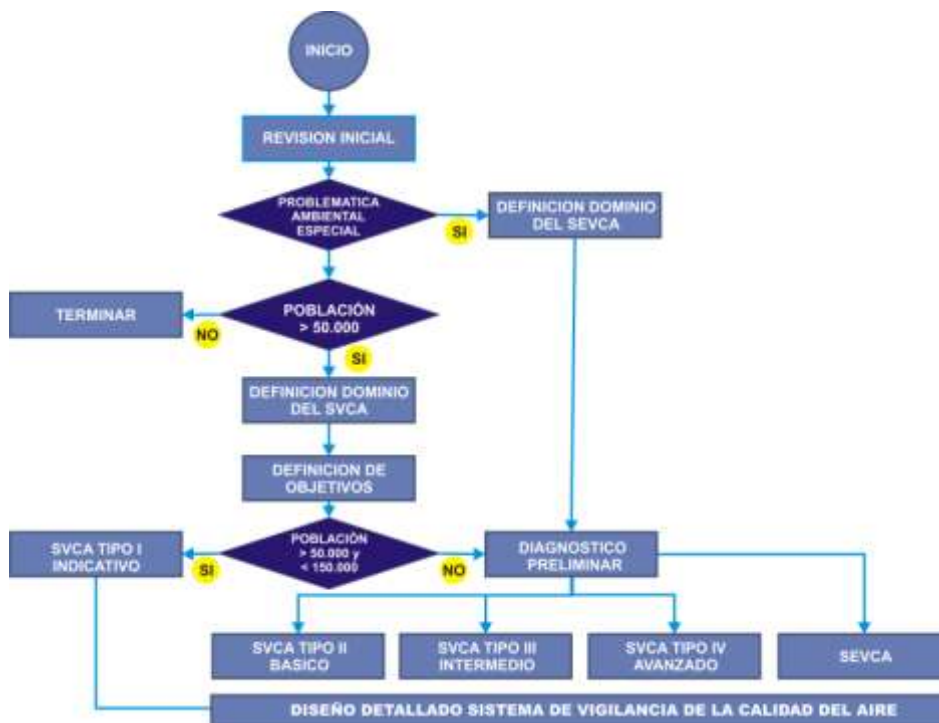 INICIO
REVISION INICIAL
PROBLEMATICA
AMBIENTAL
ESPECIAL
SI
DEFINICION DOMINIO
DEL SEVCA
POBLACIÓN
> 50.000
NO
TERMINAR
SI
DEFINICION DOMINIO
DEL SVCA
DEFINICION DE
OBJETIVOS
POBLACIÓN
> 50.000 y
< 150.000
SI
SVCA TIPO I
INDICATIVO
NO
DIAGNOSTICO
PRELIMINAR
SVCA TIPO II
BASICO
SVCA TIPO III
INTERMEDIO
SVCA TIPO IV
AVANZADO
SEVCA
DISEÑO DETALLADO SISTEMA DE VIGILANCIA DE LA CALIDAD DEL AIRE